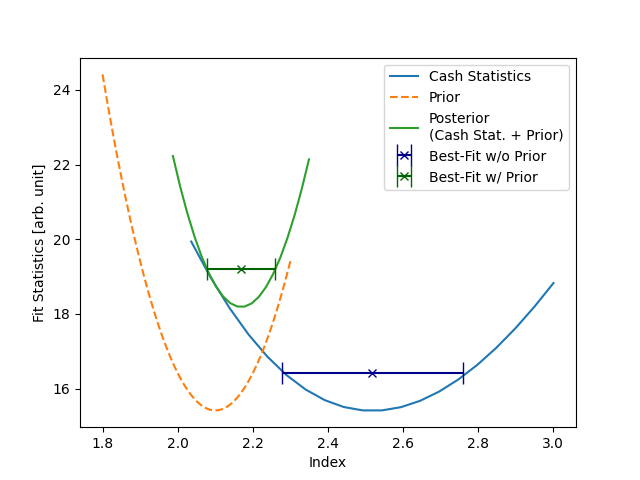 24
22
20
18
16
Fit Statistics [arb. unit]
1.8
2.0
2.2
2.4
2.6
2.8
3.0
Index
Cash Statistics
Prior
Posterior
(Cash Stat. + Prior)
Best-Fit w/o Prior
Best-Fit w/ Prior